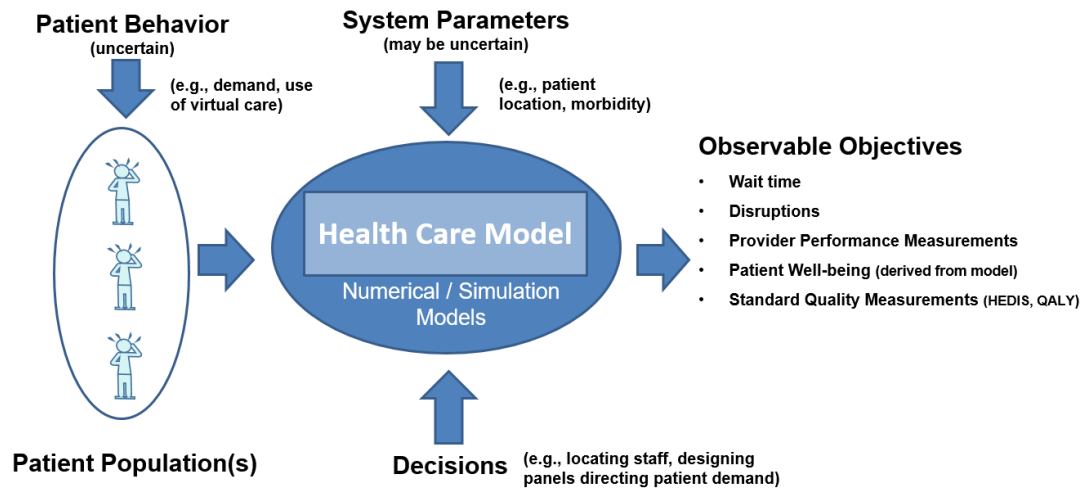 Patient Behavior
(uncertain)
(e.g., demand, use
of virtual care)
System Parameters
(may be uncertain)
(e.g., patient
location, morbidity)
Health Care Model
Numerical / Simulation
Models
Observable Objectives
• Wait time
• Disruptions
• Provider Performance Measurements
• Patient Well-being (derived from model)
• Standard Quality Measurements (HEDIS, QALY)
Patient Population(s)
Decisions
(e.g., locating staff, designing
panels directing patient demand)